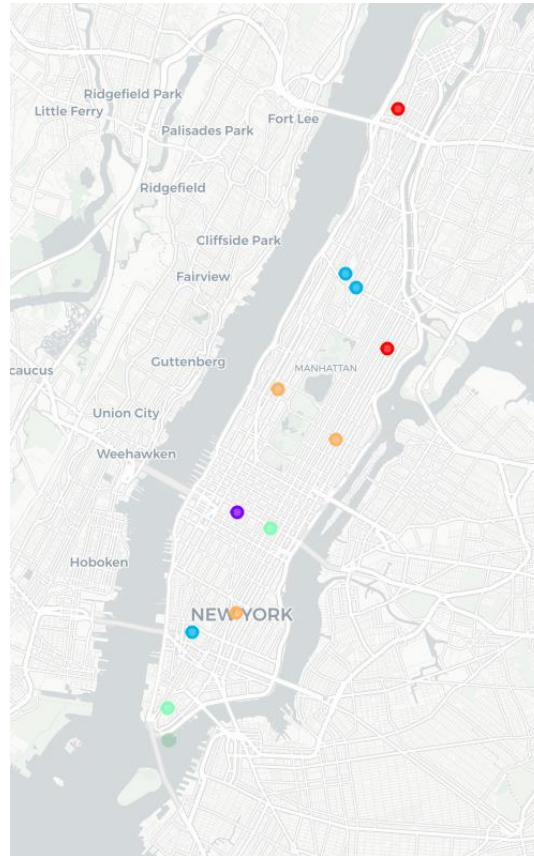 Ridgefield Park
Little Ferry
Fort Lee
Palisades Park
Ridgefield
Cliffside Park
Fairview
Guttenberg
MANHATTAN
caucus
Union City
Weehawken
Hoboken
NEW YORK